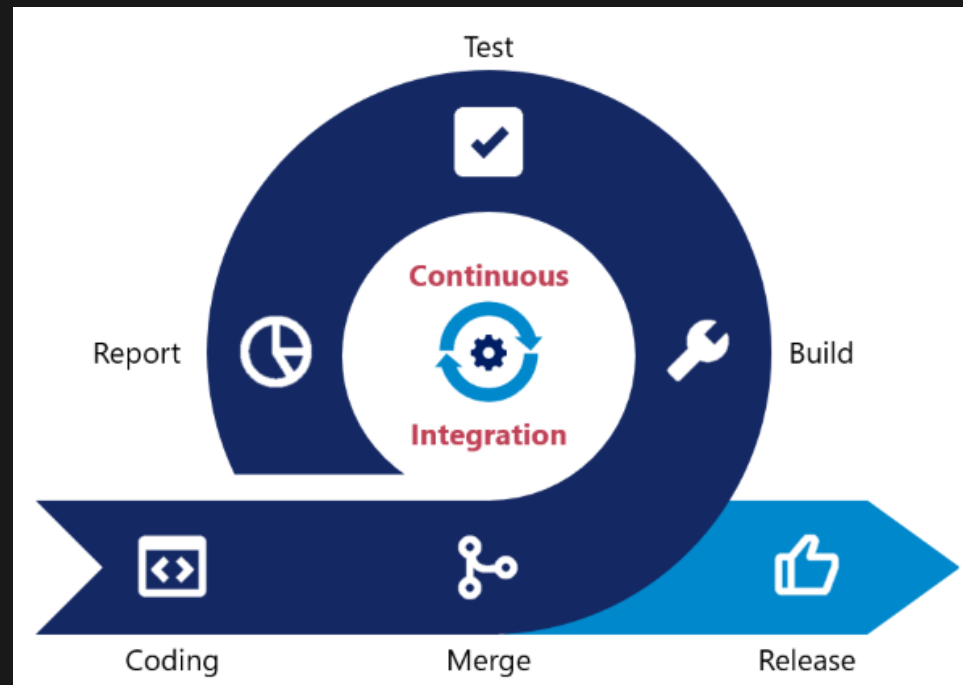 Test
Continuous
Report
Build
Integration
Coding
Merge
Release